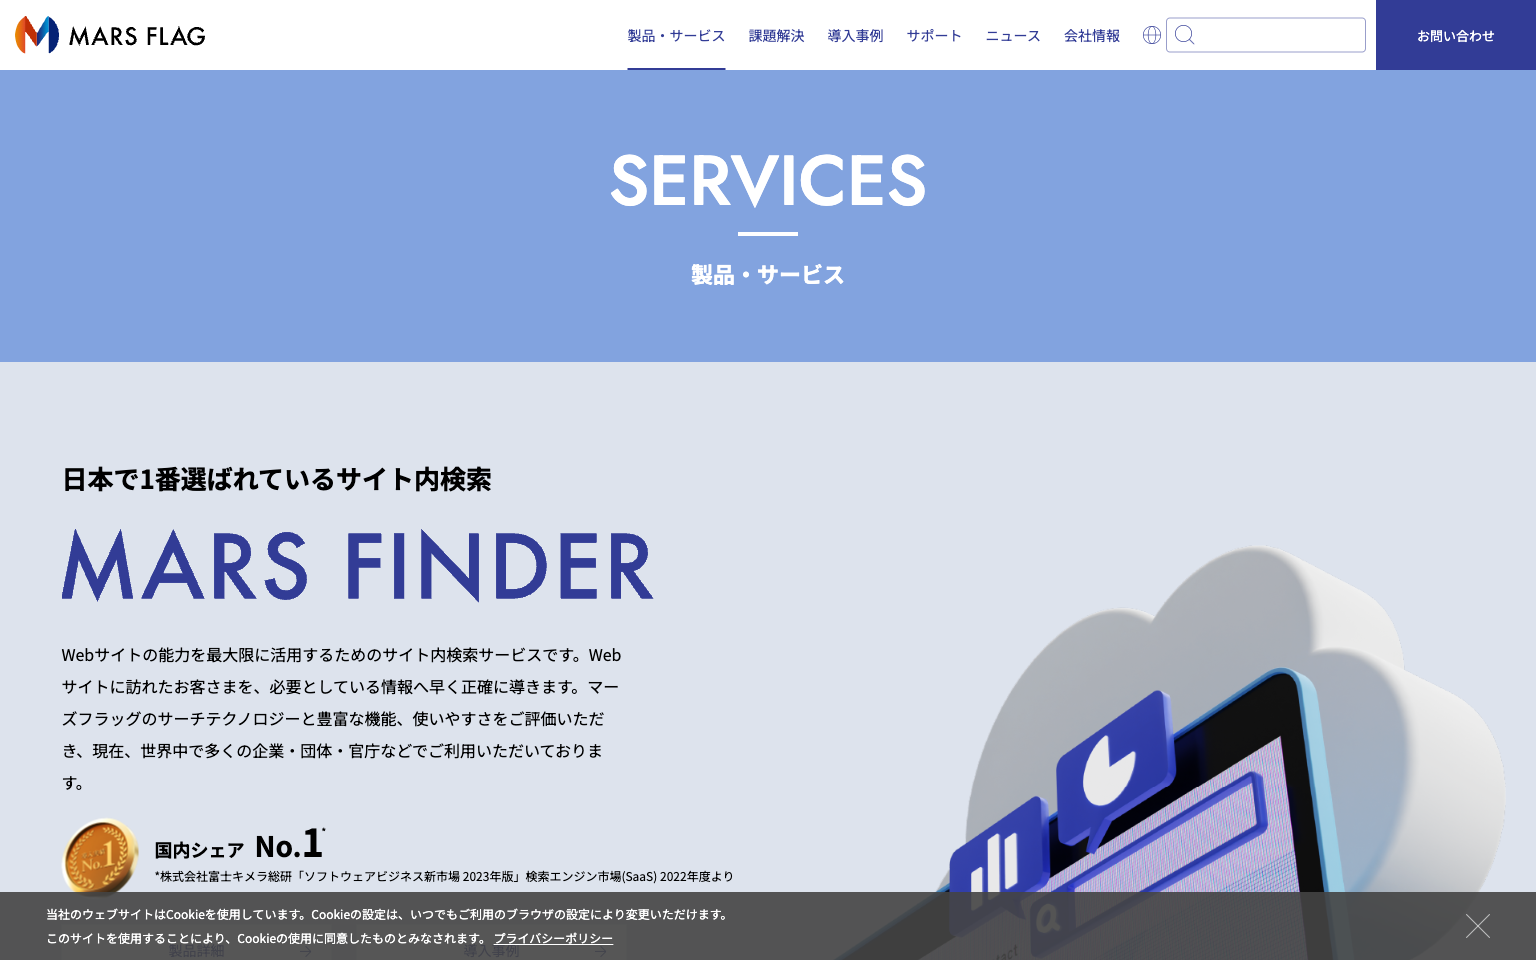 MARS FLAG
製品・サービス
課題解決
導入事例
サポート
ニュース
会社情報
お問い合わせ
SERVICES
製品・サービス
日本で1番選ばれているサイト内検索
MARS FINDER
Webサイトの能力を最大限に活用するためのサイト内検索サービスです。Web
サイトに訪れたお客さまを、必要としている情報へ早く正確に導きます。マー
ズフラッグのサーチテクノロジーと豊富な機能、使いやすさをご評価いただ
き、現在、世界中で多くの企業・団体・官庁などでご利用いただいておりま
す。
No.1
国内シェア No.1*
*株式会社富士キメラ総研「ソフトウェアビジネス新市場 2023年版」検索エンジン市場(SaaS) 2022年度より
当社のウェブサイトはCookieを使用しています。Cookieの設定は、いつでもご利用のブラウザの設定により変更いただけます。
このサイトを使用することにより、Cookieの使用に同意したものとみなされます。 プライバシーポリシー
製品詳細
導入事例